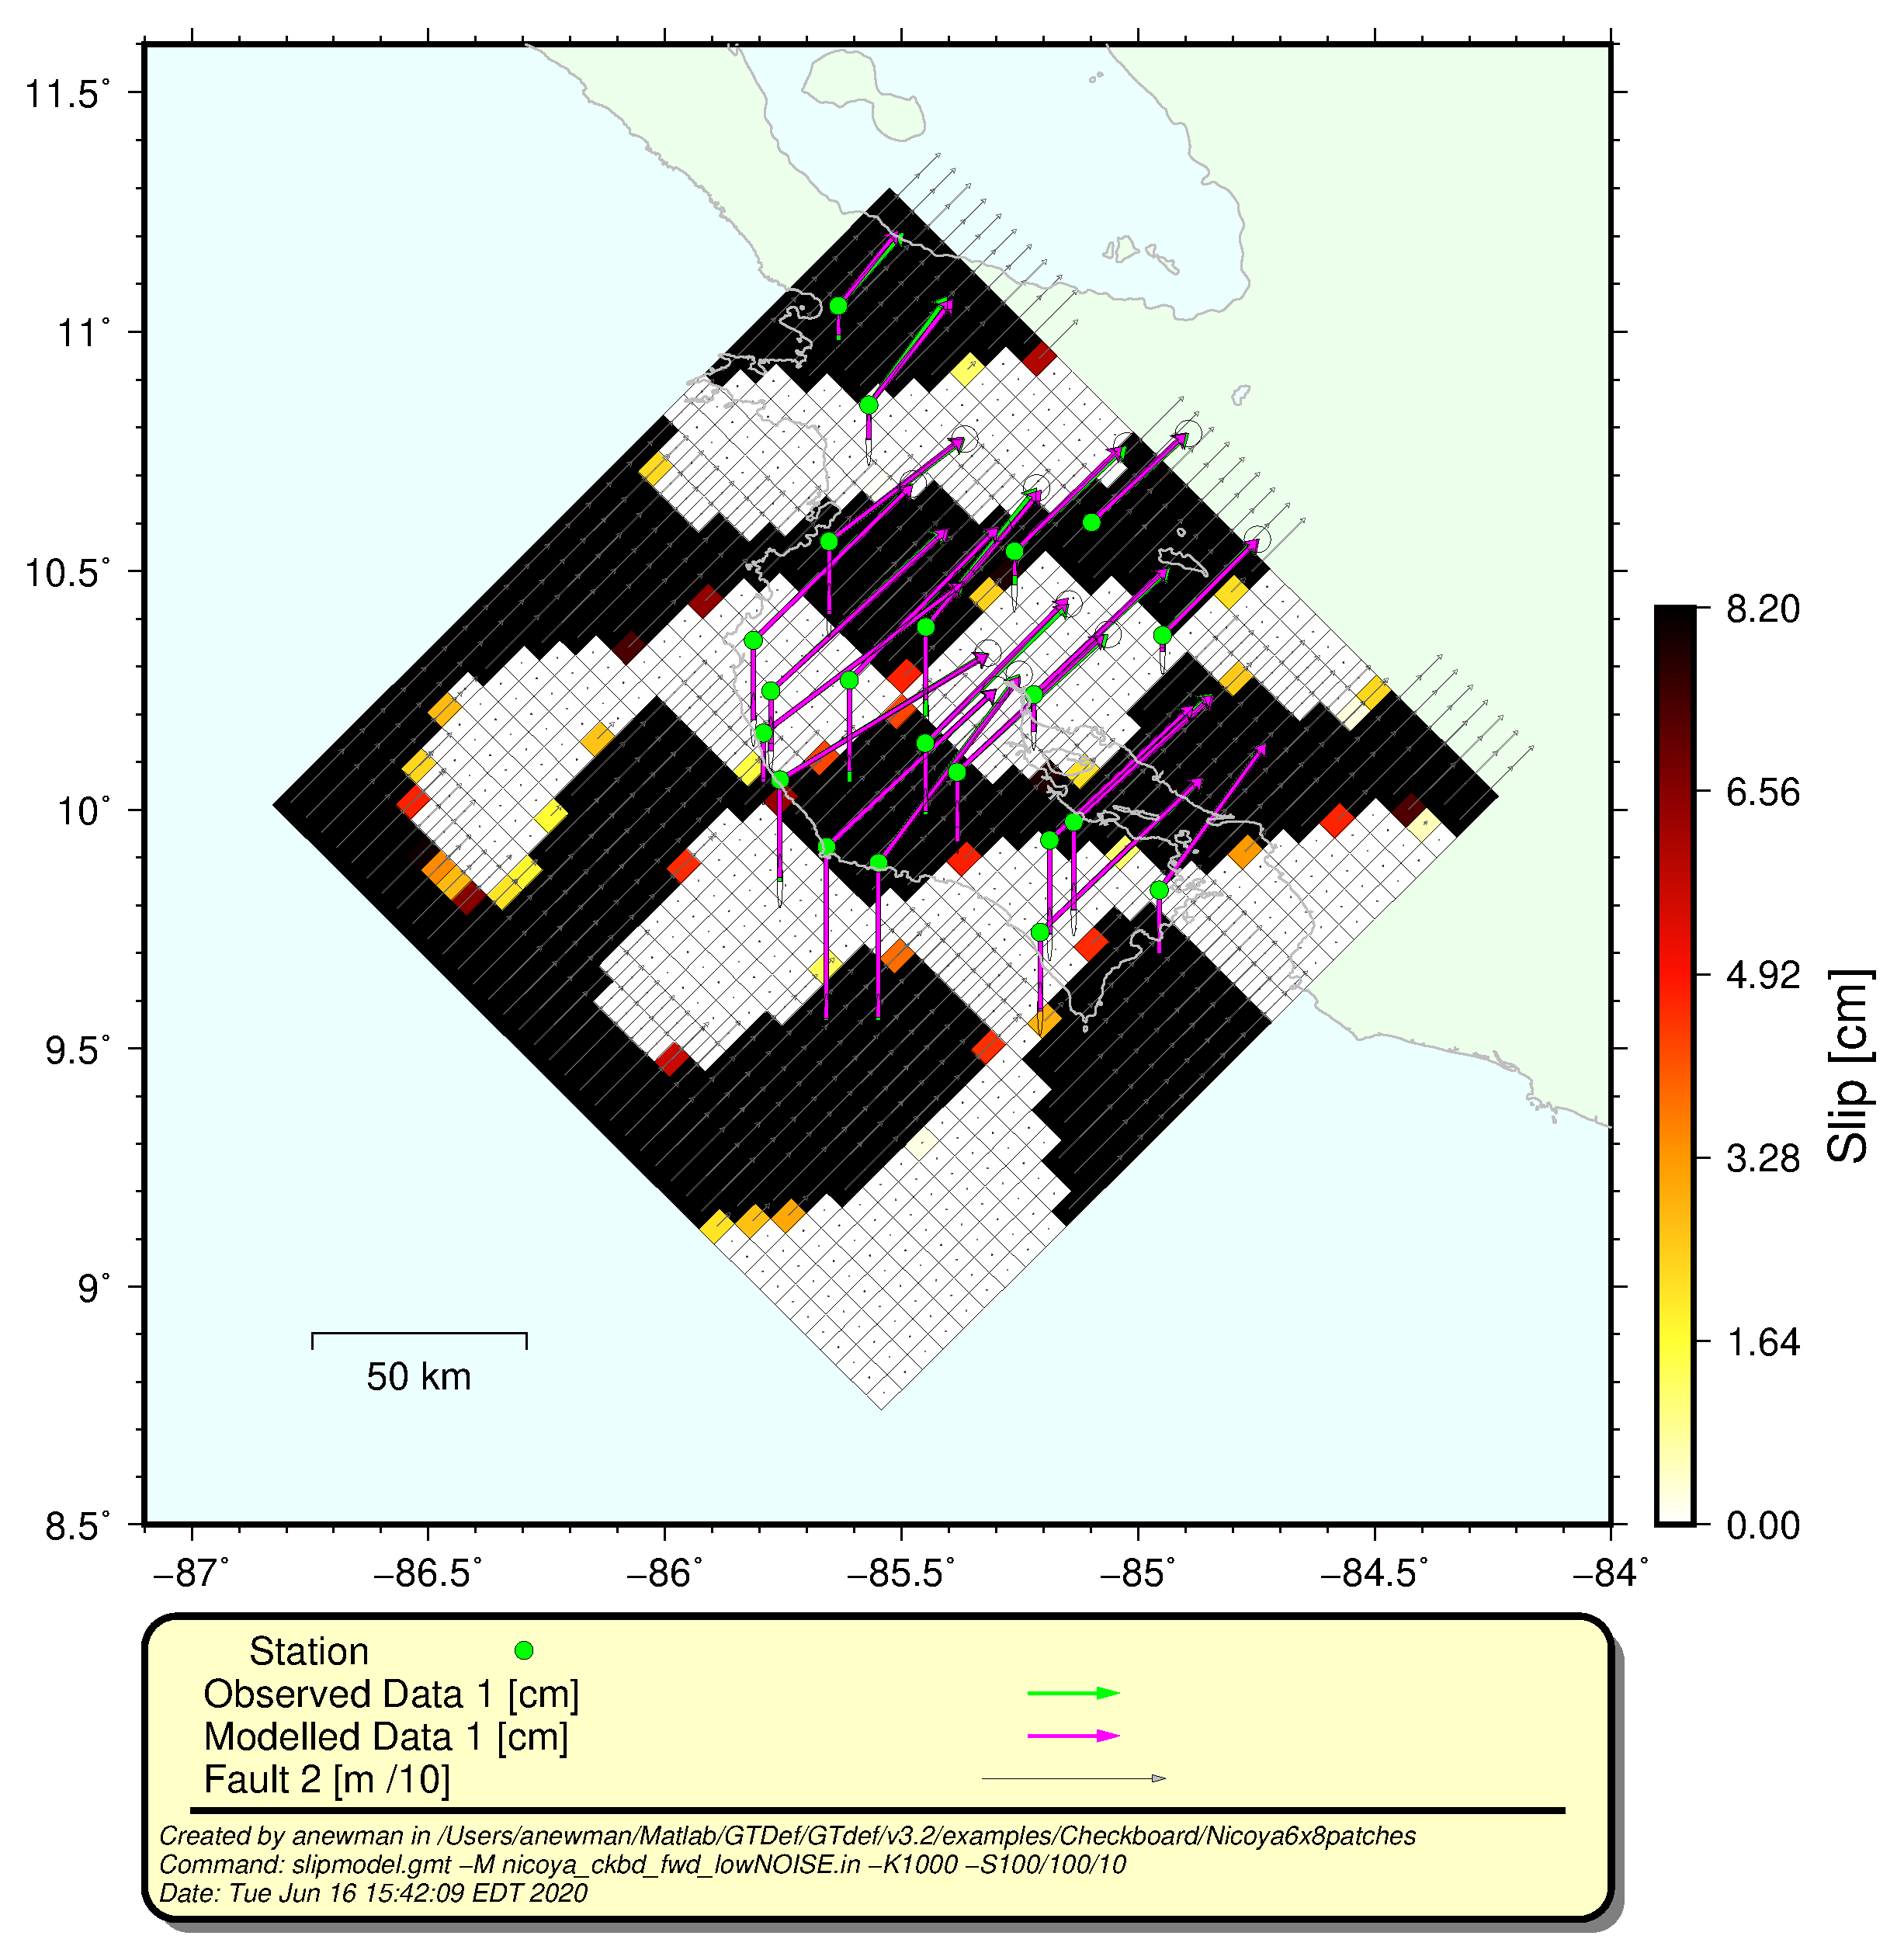 11.5°
11°
10.5°
10°
9.5°
9°
8.5°
50 km
−87° −86.5° −86° −85.5° −85° −84.5° −84°
8.20
6.56
4.92
3.28
1.64
0.00
Slip [cm]
Station
Observed Data 1 [cm]
Modelled Data 1 [cm]
Fault 2 [m /10]
Created by anewman in /Users/anewman/Matlab/GTDef/GTdef/v3.2/examples/Checkboard/Nicoya6x8patches
Command: slipmodel.gmt −M nicoya_ckbd_fwd_lowNOISE.in −K1000 −S100/100/10
Date: Tue Jun 16 15:42:09 EDT 2020